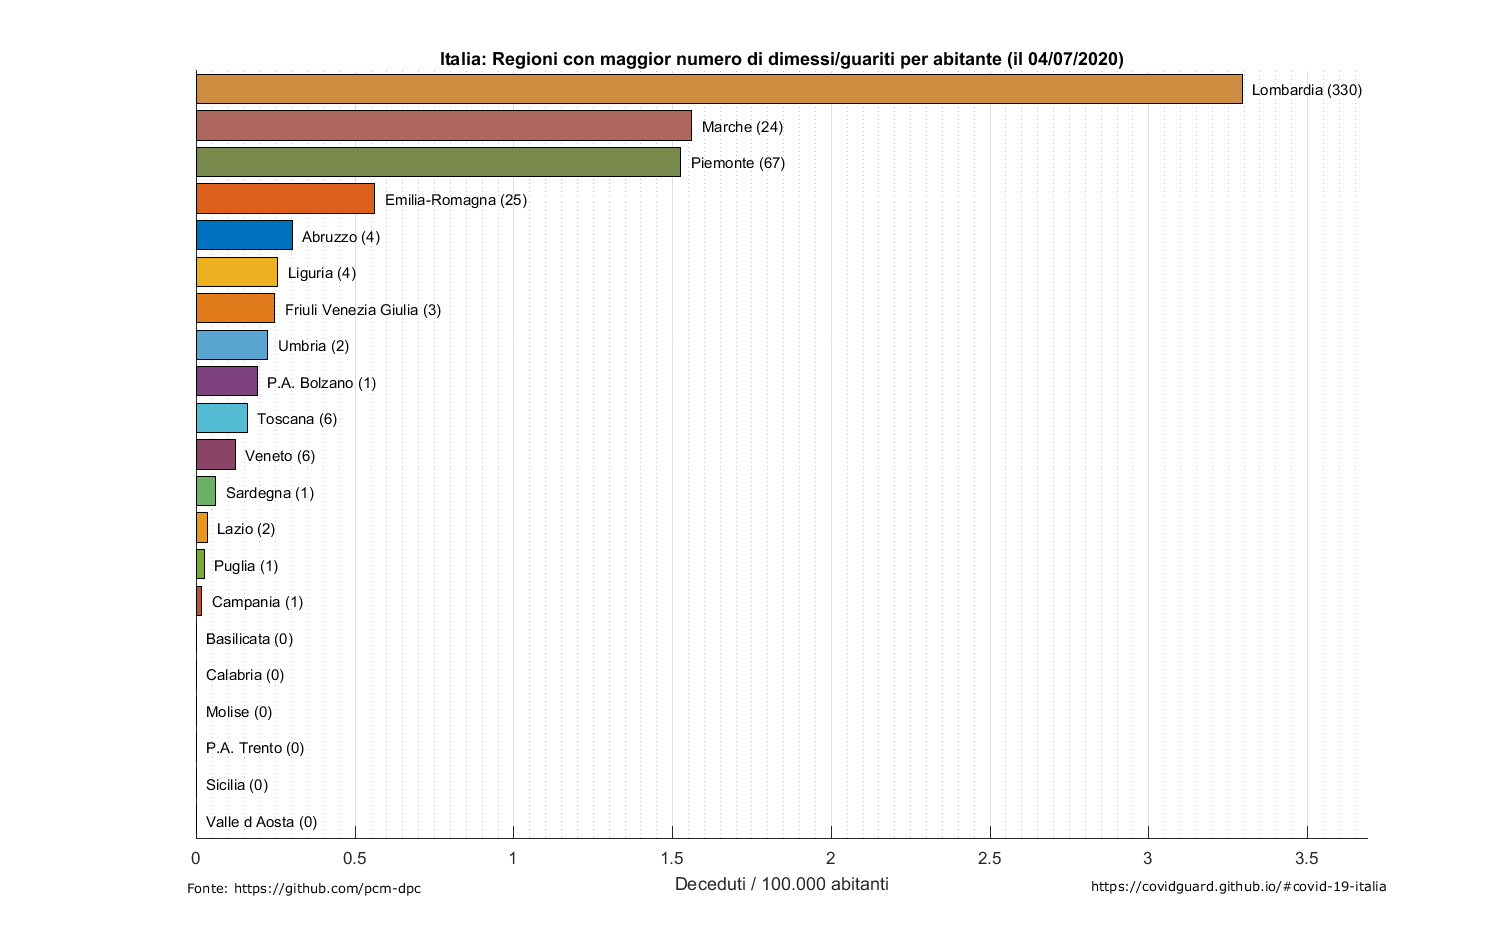 Italia: Regioni con maggior numero di dimessi/guariti per abitante (il 04/07/2020)
Lombardia (330)
Marche (24)
Piemonte (67)
Emilia-Romagna (25)
Abruzzo (4)
Liguria (4)
Friuli Venezia Giulia (3)
Umbria (2)
P.A. Bolzano (1)
Toscana (6)
Veneto (6)
Sardegna (1)
Lazio (2)
Puglia (1)
Campania (1)
Basilicata (0)
Calabria (0)
Molise (0)
P.A. Trento (0)
Sicilia (0)
Valle d Aosta (0)
0 0.5 1 1.5 2 2.5 3 3.5
Deceduti / 100.000 abitanti
Fonte: https://github.com/pcm-dpc
https://covidguard.github.io/#covid-19-italia